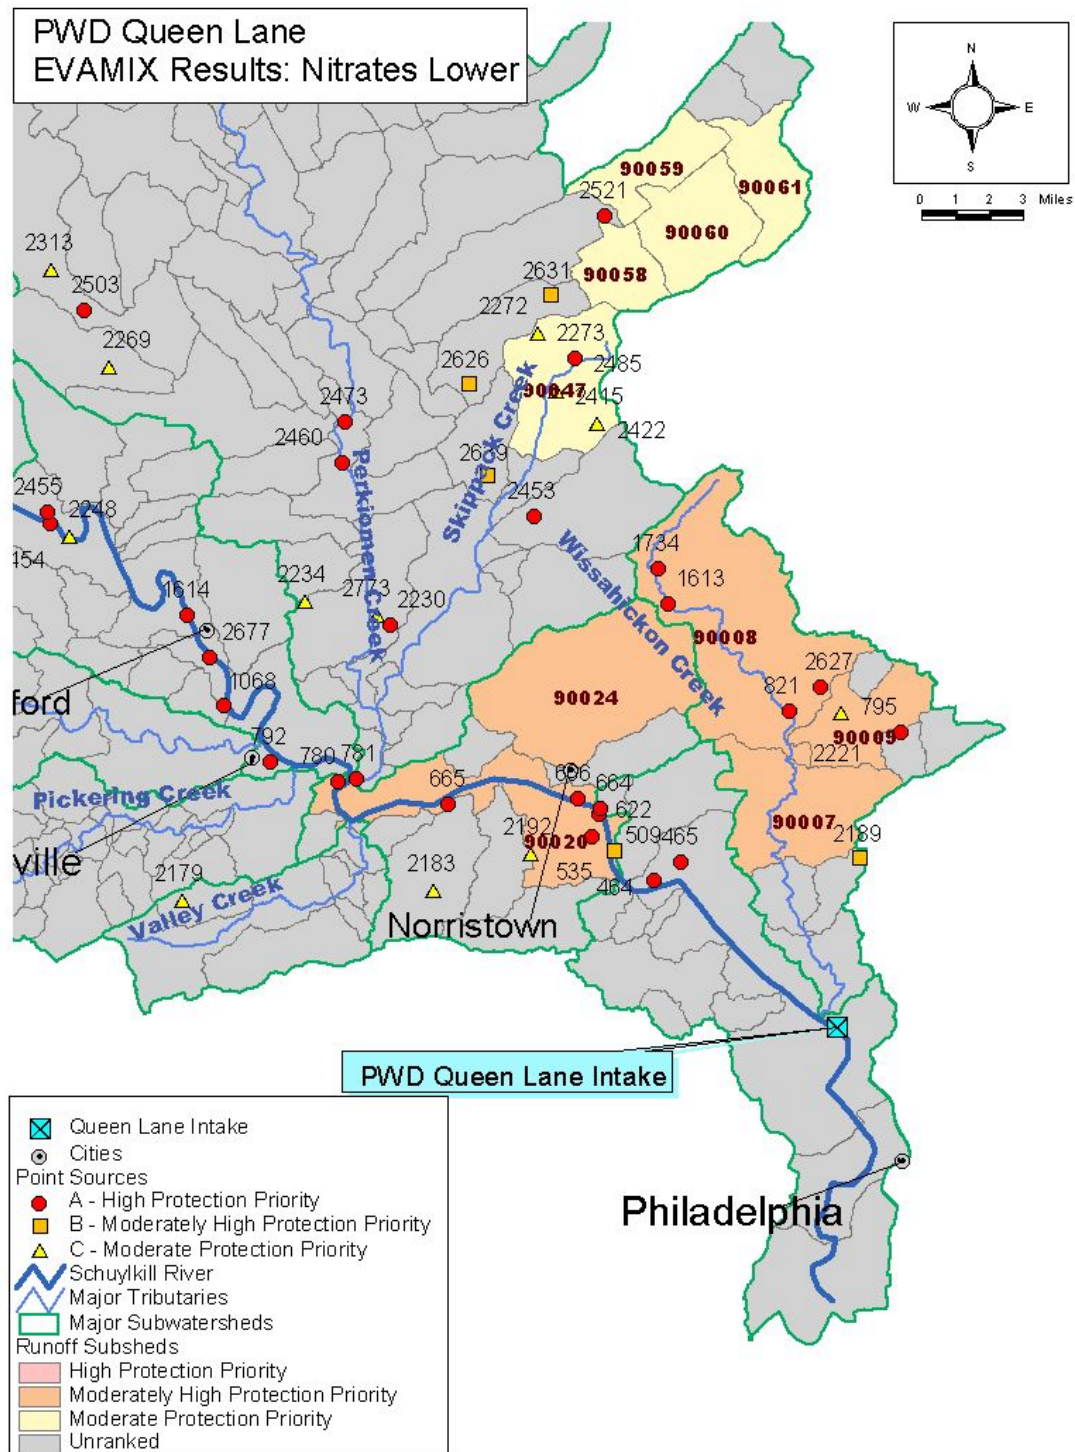 PWD Queen Lane
EVAMIX Results: Nitrates Lower
N
W E
S
0 1 2 3 Miles
90059
90061
2521
90060
2313
90058
2503
2631
2272
2273
2269
2485
2626
90047
2415
2473
2422
2460
Skippack Creek
Perkiomen Creek
2455
2453
2248
Wissahickon Creek
454
1734
1614
2234
2773
1613
2230
2677
90008
2627
1068
821
795
ford
90024
90009
792
780
781
2221
665
606
664
Pickering Creek
622
90007
2192
90020
509
465
2189
ville
2179
2183
535
464
Valley Creek
Norristown
PWD Queen Lane Intake
Philadelphia
Queen Lane Intake
Cities
Point Sources
A - High Protection Priority
B - Moderately High Protection Priority
C - Moderate Protection Priority
Schuylkill River
Major Tributaries
Major Subwatersheds
Runoff Subsheds
High Protection Priority
Moderately High Protection Priority
Moderate Protection Priority
Unranked